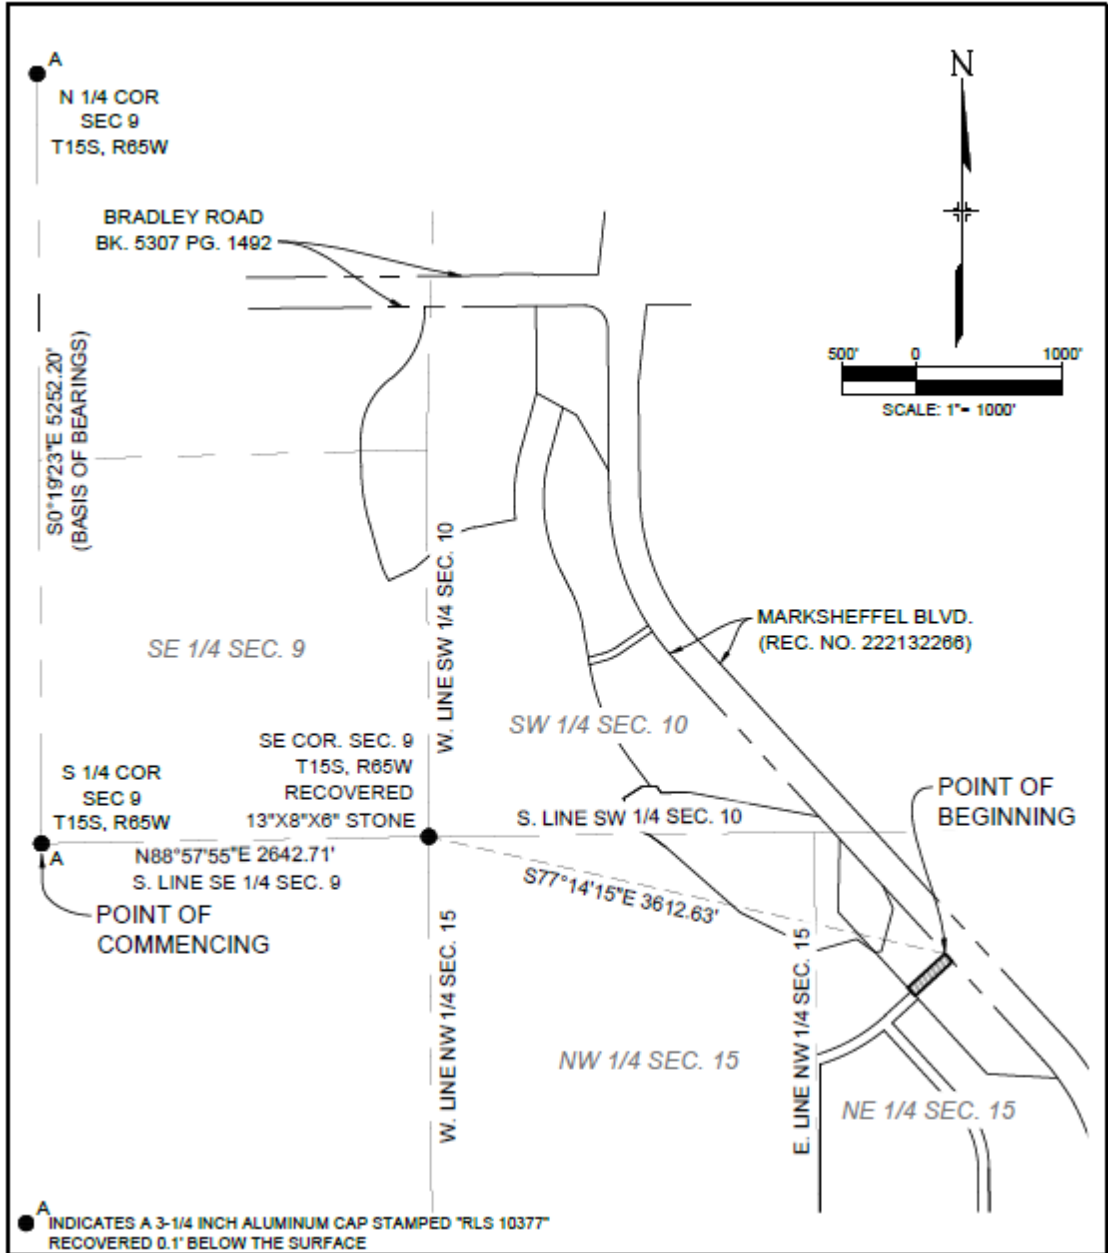 A
N 1/4 COR
SEC 9
T15S, R65W
N
BRADLEY ROAD
BK. 5307 PG. 1492
500'
0
1000'
SCALE: 1"= 1000'
S0°19'23"E 5252.20'
(BASIS OF BEARINGS)
W. LINE SW 1/4 SEC. 10
MARKSHEFFEL BLVD.
(REC. NO. 222132266)
SE 1/4 SEC. 9
SW 1/4 SEC. 10
SE COR. SEC. 9
T15S, R65W
RECOVERED
13"X8"X6" STONE
S 1/4 COR
SEC 9
T15S, R65W
POINT OF
BEGINNING
S. LINE SW 1/4 SEC. 10
A
N88°57'55"E 2642.71'
S. LINE SE 1/4 SEC. 9
S77°14'15"E 3612.63'
POINT OF
COMMENCING
W. LINE NW 1/4 SEC. 15
E. LINE NW 1/4 SEC. 15
NW 1/4 SEC. 15
NE 1/4 SEC. 15
A
INDICATES A 3-1/4 INCH ALUMINUM CAP STAMPED "RLS 10377"
RECOVERED 0.1' BELOW THE SURFACE